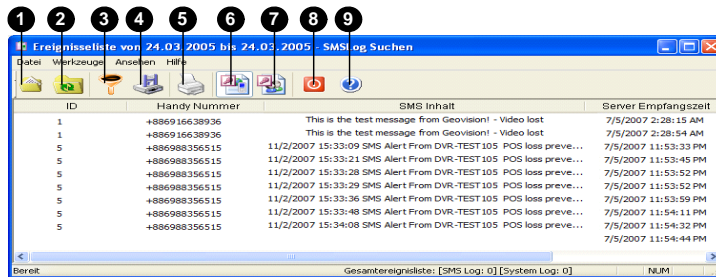 1 2 3 4 5 6 7 8 9
Ereignisseliste von 24.03.2005 bis 24.03.2005 - SMSLog Suchen
Datei Werkzeuge Ansehen Hilfe
ID Handy Nummer SMS Inhalt Server Empfangszeit
1 +886916638936 This is the test message from Geovision! - Video lost 7/5/2007 2:28:15 AM
1 +886916638936 This is the test message from Geovision! - Video lost 7/5/2007 2:28:54 AM
5 +886988356515 11/2/2007 15:33:09 SMS Alert From DVR-TEST105 POS loss preve... 7/5/2007 11:53:33 PM
5 +886988356515 11/2/2007 15:33:21 SMS Alert From DVR-TEST105 POS loss preve... 7/5/2007 11:53:45 PM
5 +886988356515 11/2/2007 15:33:28 SMS Alert From DVR-TEST105 POS loss preve... 7/5/2007 11:53:52 PM
5 +886988356515 11/2/2007 15:33:29 SMS Alert From DVR-TEST105 POS loss preve... 7/5/2007 11:53:52 PM
5 +886988356515 11/2/2007 15:33:36 SMS Alert From DVR-TEST105 POS loss preve... 7/5/2007 11:53:59 PM
5 +886988356515 11/2/2007 15:33:48 SMS Alert From DVR-TEST105 POS loss preve... 7/5/2007 11:54:11 PM
5 +886988356515 11/2/2007 15:34:08 SMS Alert From DVR-TEST105 POS loss preve... 7/5/2007 11:54:32 PM
7/5/2007 11:54:44 PM
Bereit Gesamtereignisliste: [SMS Log: 0] [System Log: 0] NUM